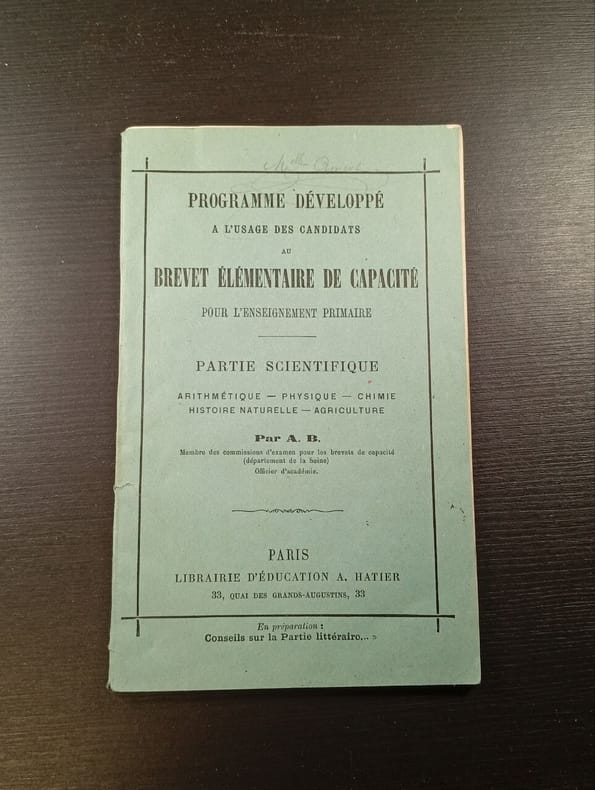 Mlle
PROGRAMME DÉVELOPPÉ
A L'USAGE DES CANDIDATS
AU
BREVET ÉLÉMENTAIRE DE CAPACITÉ
POUR L'ENSEIGNEMENT PRIMAIRE
PARTIE SCIENTIFIQUE
ARITHMÉTIQUE — PHYSIQUE — CHIMIE
HISTOIRE NATURELLE — AGRICULTURE
Par A. B.
Membre des commissions d'examen pour les brevets de capacité
(département de la Seine)
Officier d'académie.
PARIS
LIBRAIRIE D'ÉDUCATION A. HATIER
33, QUAI DES GRANDS-AUGUSTINS, 33
En préparation :
Conseils sur la Partie littéraire... »